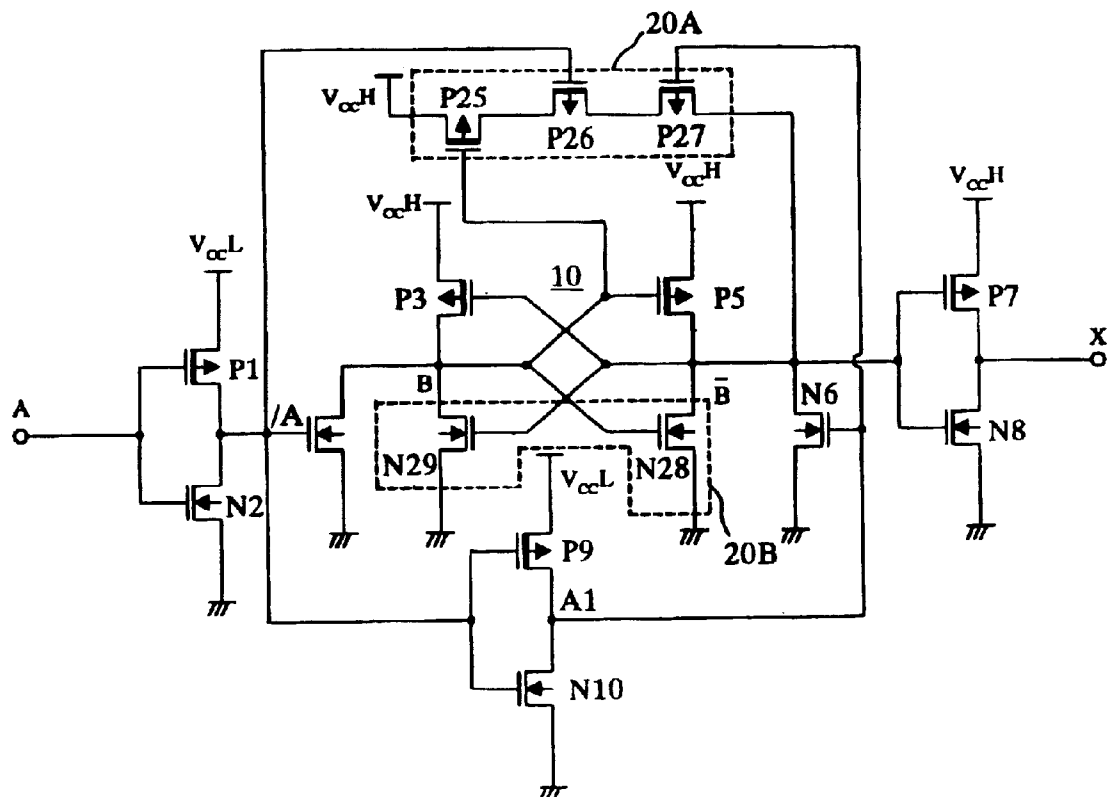 20A
VccH
P25
P26
P27
VccH
VccH
VccH
VccL
P3
10
P5
P7
P1
A
/A
B
B̅
N6
X
N2
N29
N28
N8
VccL
P9
20B
A1
N10